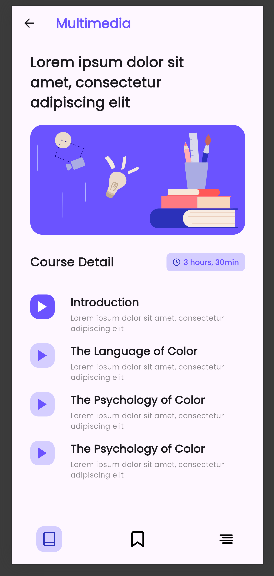 Multimedia
Lorem ipsum dolor sit
amet, consectetur
adipiscing elit
Course Detail
3 hours, 30min
Introduction
Lorem ipsum dolor sit amet, consectetur
adipiscing elit
The Language of Color
Lorem ipsum dolor sit amet, consectetur
adipiscing elit
The Psychology of Color
Lorem ipsum dolor sit amet, consectetur
adipiscing elit
The Psychology of Color
Lorem ipsum dolor sit amet, consectetur
adipiscing elit